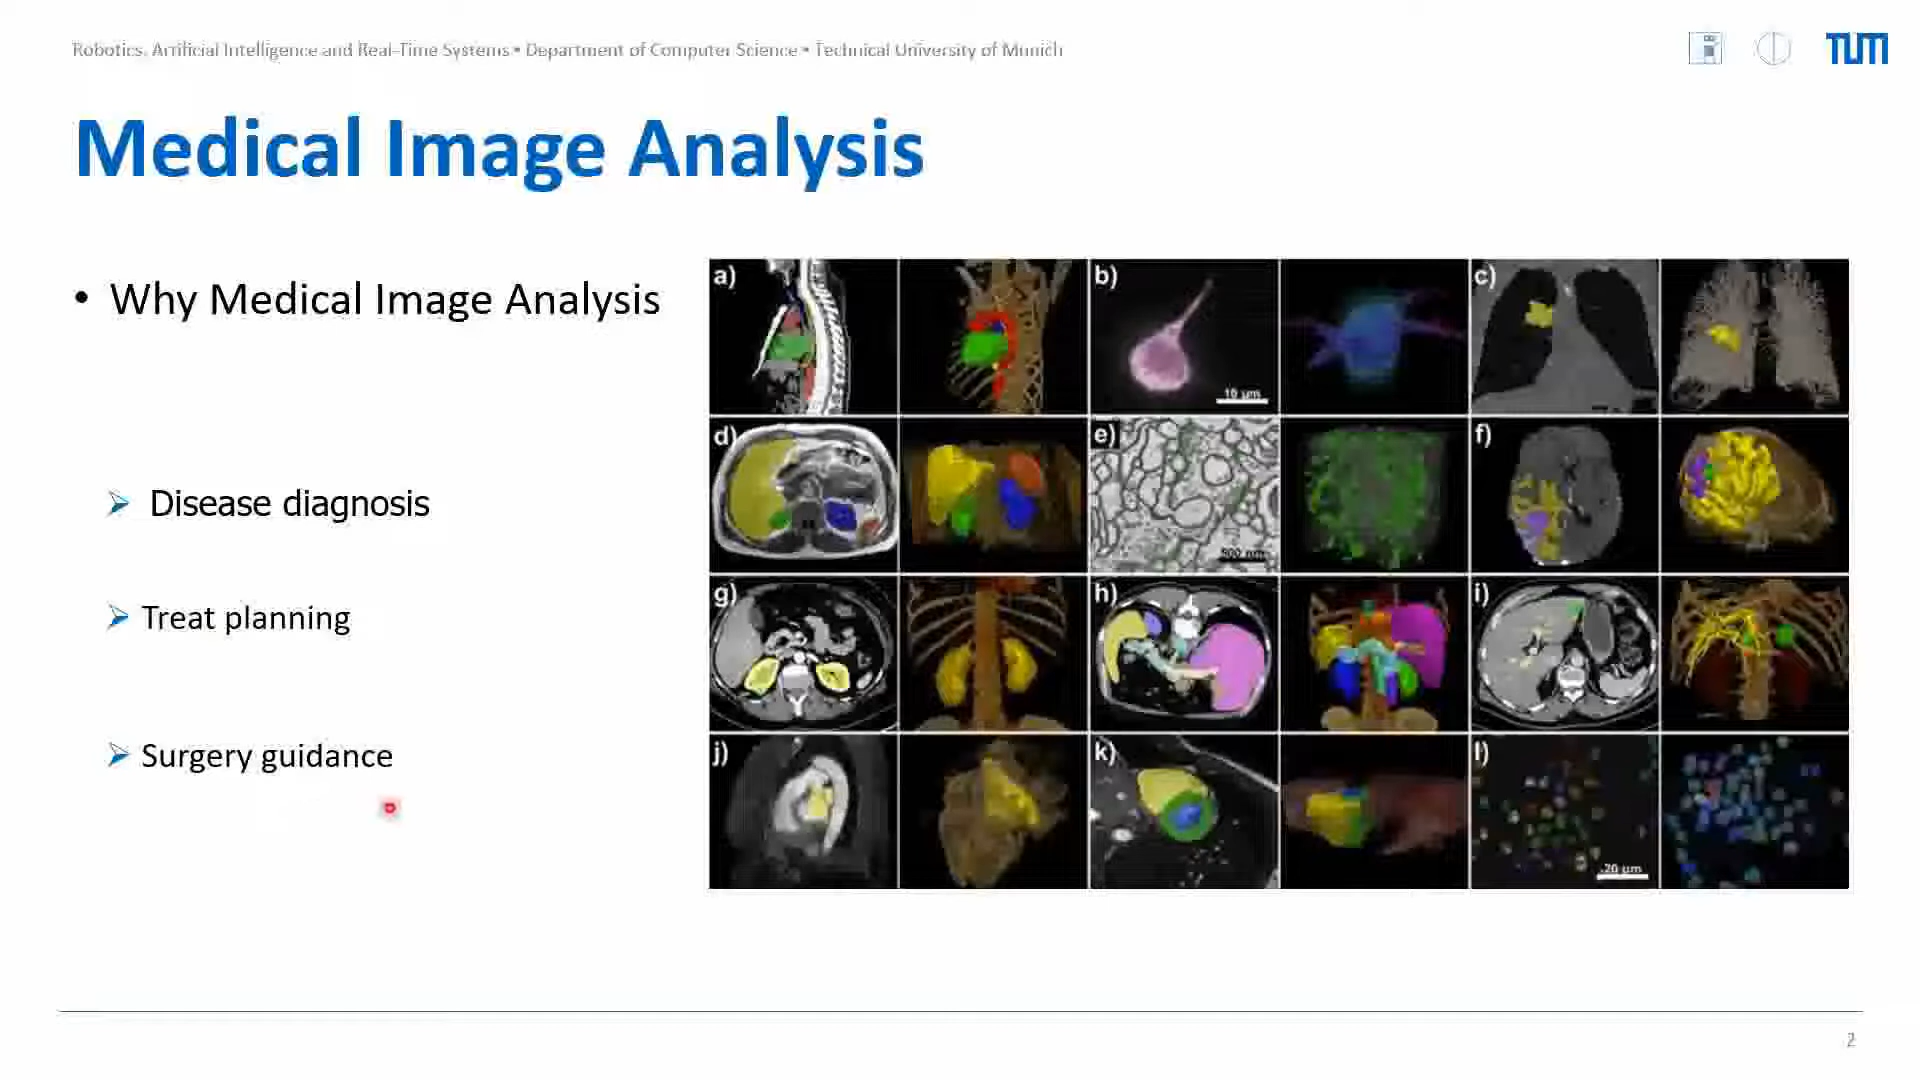 Robotics, Artificial Intelligence and Real-Time Systems • Department of Computer Science • Technical University of Munich
TUM
Medical Image Analysis
• Why Medical Image Analysis
Disease diagnosis
Treat planning
Surgery guidance
a) b) c)
10 µm
d) e) f)
500 nm
g) h) i)
j) k) l)
20 µm
2